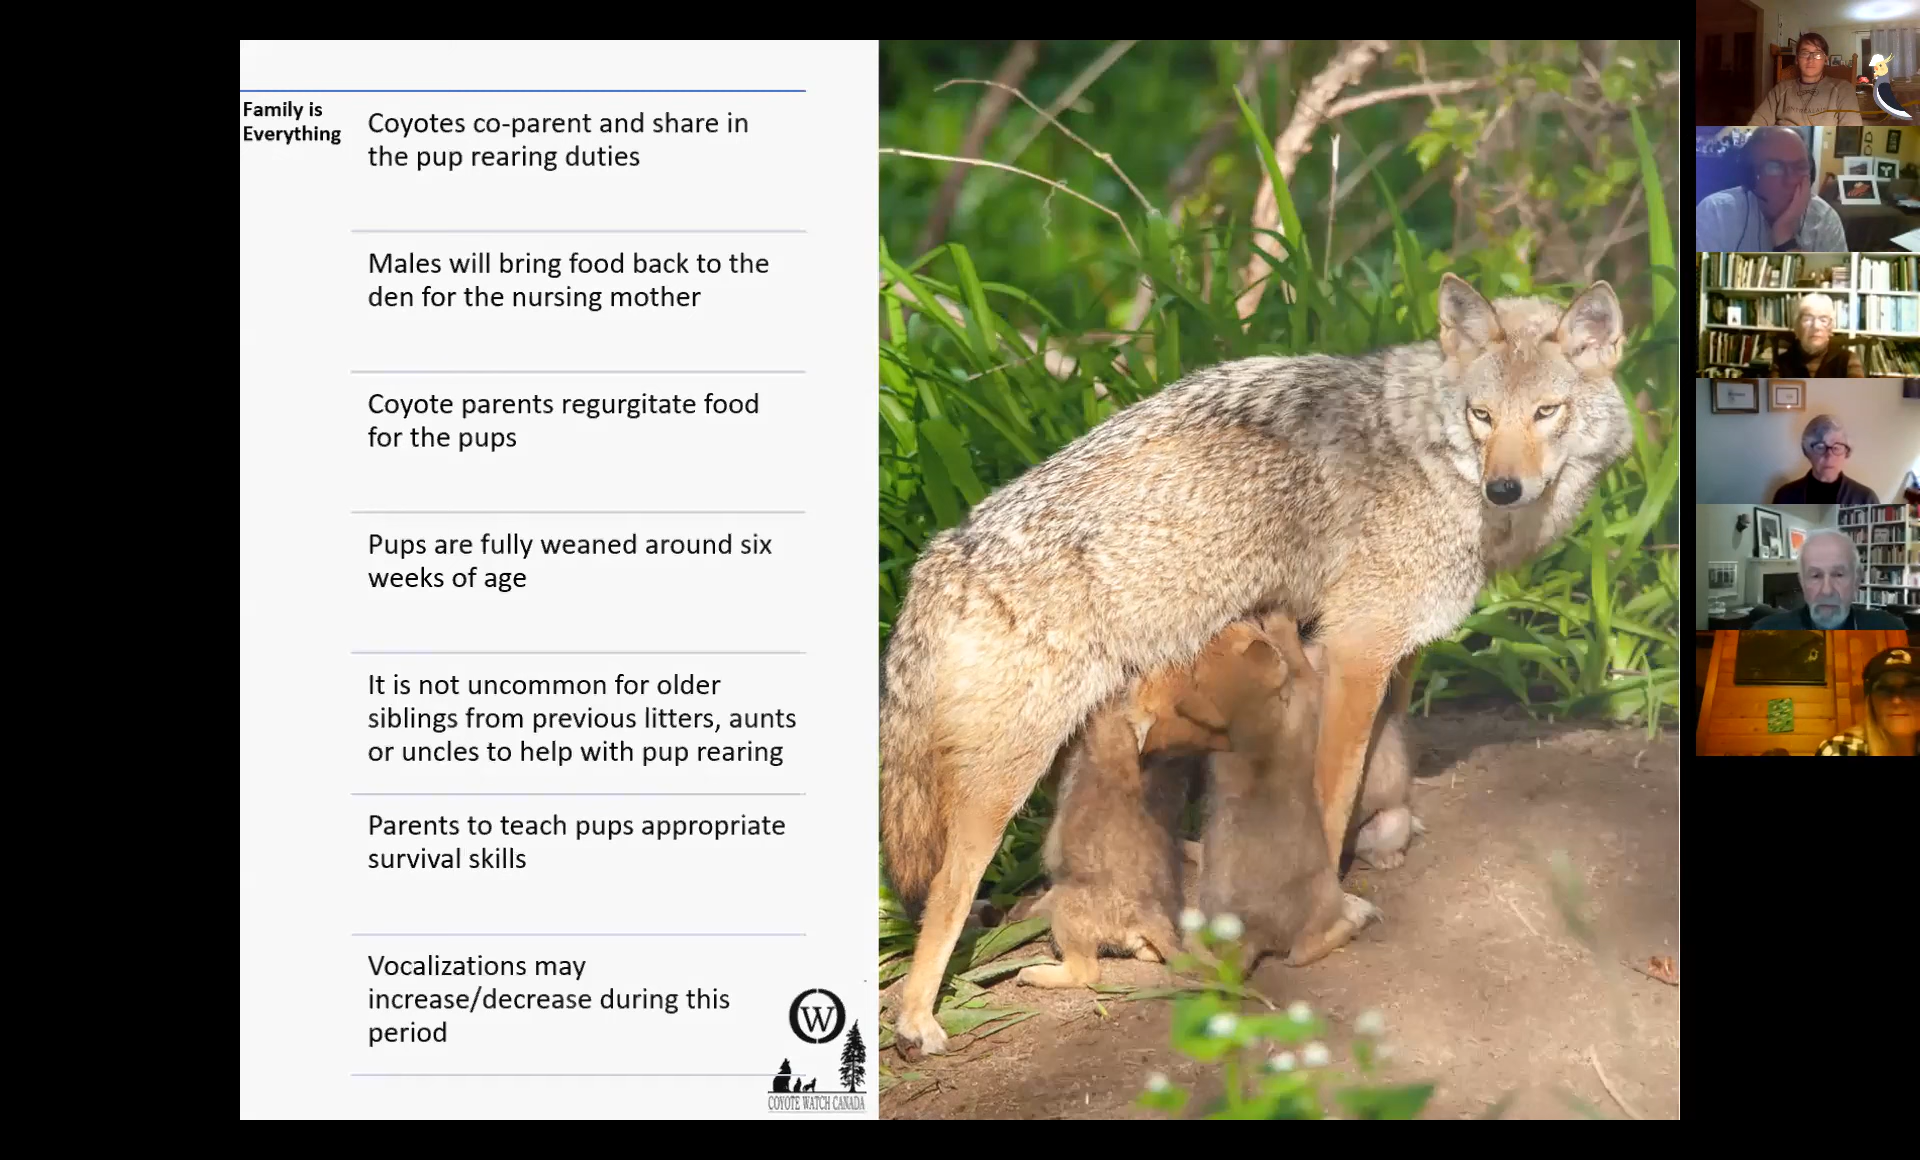 Family is
Everything
Coyotes co-parent and share in
the pup rearing duties
Males will bring food back to the
den for the nursing mother
Coyote parents regurgitate food
for the pups
Pups are fully weaned around six
weeks of age
It is not uncommon for older
siblings from previous litters, aunts
or uncles to help with pup rearing
Parents to teach pups appropriate
survival skills
Vocalizations may
increase/decrease during this
period
W
COYOTE WATCH CANADA